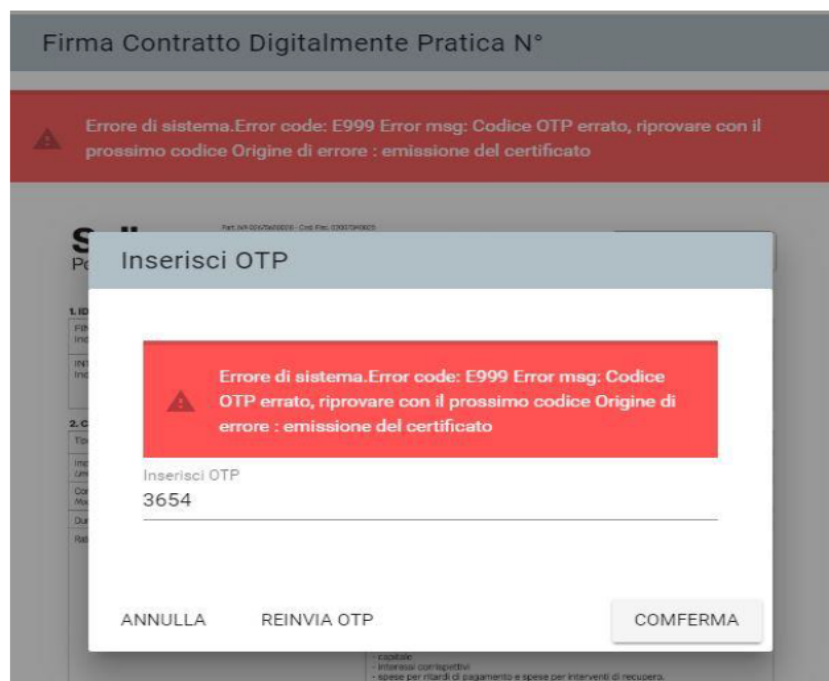 Firma Contratto Digitalmente Pratica N°
Errore di sistema.Error code: E999 Error msg: Codice OTP errato, riprovare con il
prossimo codice Origine di errore : emissione del certificato
Inserisci OTP
Errore di sistema.Error code: E999 Error msg: Codice
OTP errato, riprovare con il prossimo codice Origine di
errore : emissione del certificato
Inserisci OTP
3654
ANNULLA REINVIA OTP COMFERMA
- capitale
- interessi corrispettivi
- spese per ritardi di pagamento e spese per interventi di recupero.